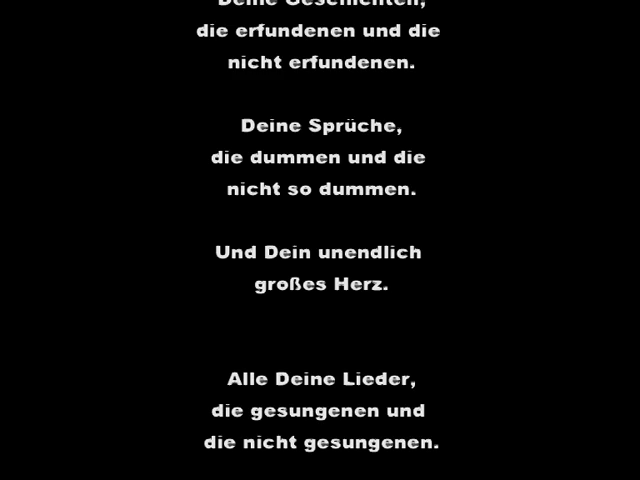 Deine Geschichten,
die erfundenen und die
nicht erfundenen.
Deine Sprüche,
die dummen und die
nicht so dummen.
Und Dein unendlich
großes Herz.
Alle Deine Lieder,
die gesungenen und
die nicht gesungenen.